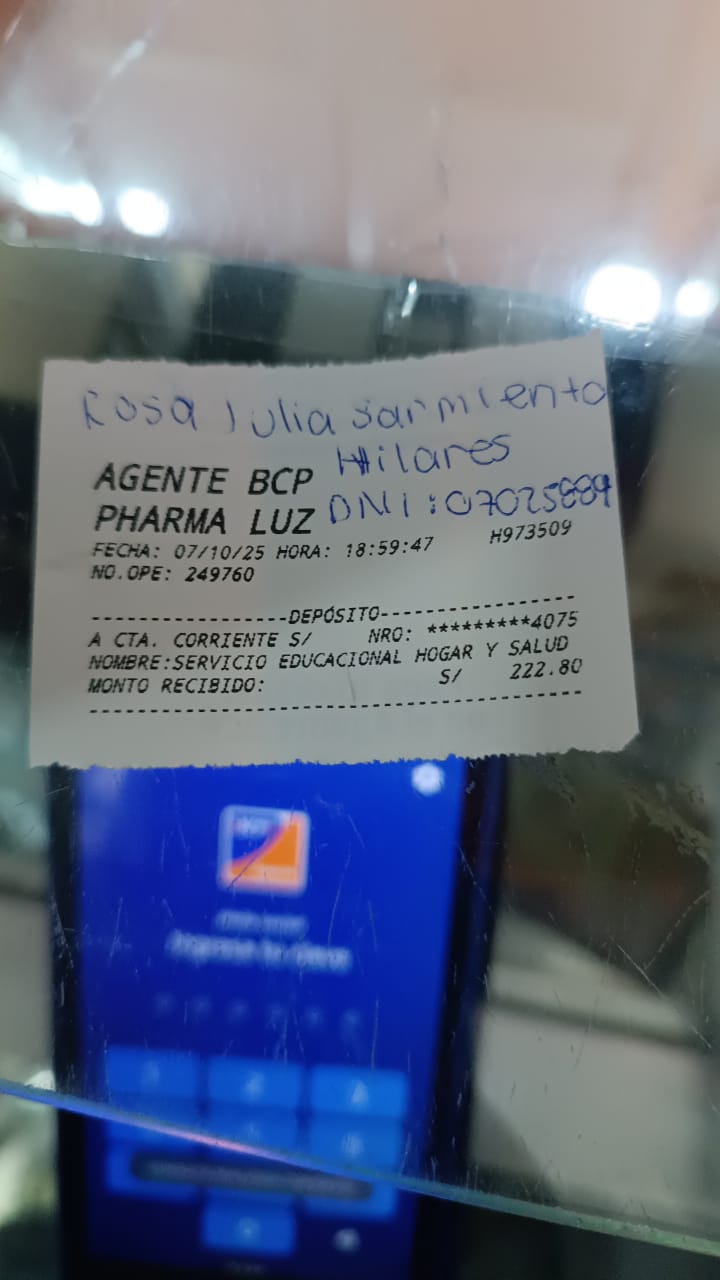 Rosa Julia Sarmiento
Hilares
AGENTE BCP
DNI: 07025889
PHARMA LUZ
FECHA: 07/10/25 HORA: 18:59:47 H973509
NO.OPE: 249760
-----------------DEPÓSITO-----------------
A CTA. CORRIENTE S/ NRO: *********4075
NOMBRE:SERVICIO EDUCACIONAL HOGAR Y SALUD
MONTO RECIBIDO: S/ 222.80